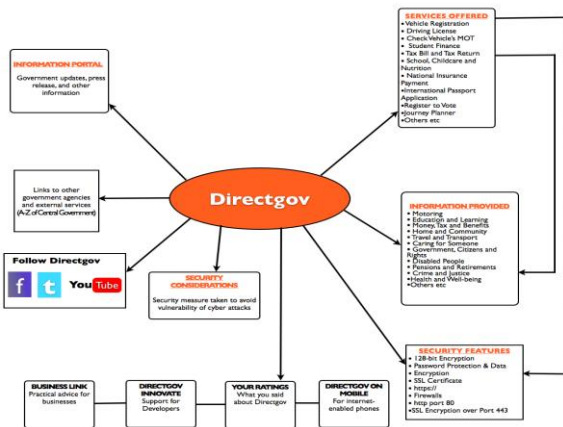 SERVICES OFFERED
•Vehicle Registration
• Driving License
• Check Vehicle's MOT
• Student Finance
•Tax Bill and Tax Return
• School, Childcare and
Nutrition
• National Insurance
Payment
•International Passport
Application
•Register to Vote
•Journey Planner
•Others etc
INFORMATION PORTAL
Government updates, press
release, and other
information
Directgov
Links to other
government agencies
and external services
(A-Z of Central Government)
INFORMATION PROVIDED
• Motoring
• Education and Learning
• Money, Tax and Benefits
• Home and Community
•Travel and Transport
• Caring for Someone
• Government, Citizens and
Rights
• Disabled People
• Pensions and Retirements
• Crime and Justice
•Health and Well-being
•Others etc
Follow Directgov
f t YouTube
SECURITY
CONSIDERATIONS
Security measure taken to avoid
vulnerability of cyber attacks
SECURITY FEATURES
• 128-bit Encryption
• Password Protection & Data
Encryption
• SSL Certificate
• https://
• Firewalls
• http port 80
•SSL Encryption over Port 443
BUSINESS LINK
Practical advice for
businesses
DIRECTGOV
INNOVATE
Support for
Developers
YOUR RATINGS
What you said
about Directgov
DIRECTGOV ON
MOBILE
For internet-
enabled phones